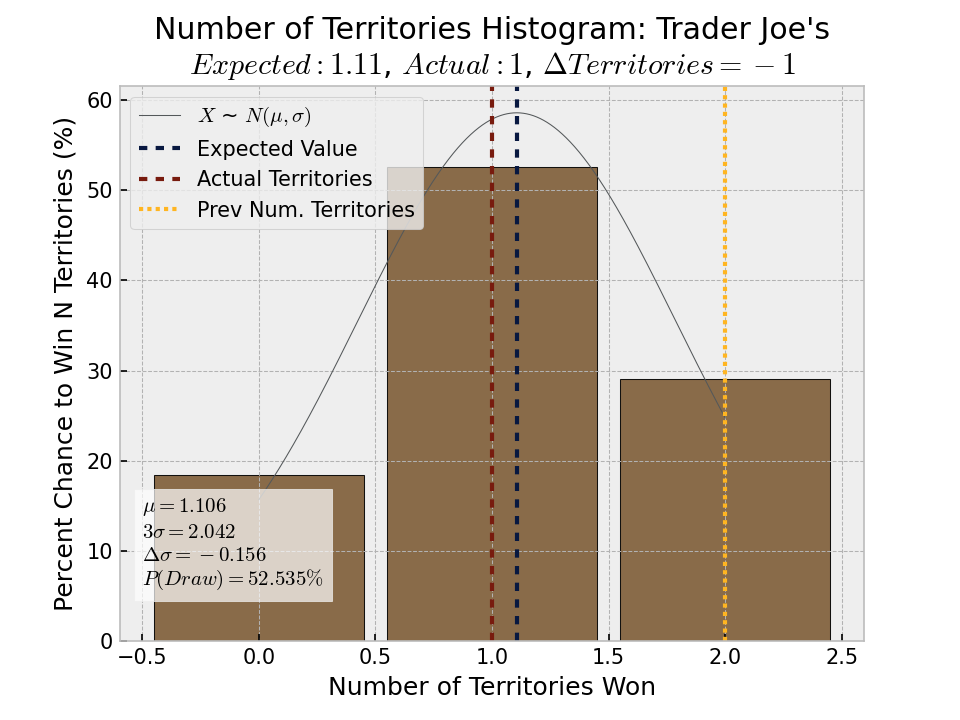 Number of Territories Histogram: Trader Joe's
Expected : 1.11, Actual : 1, ΔTerritories = −1
Percent Chance to Win N Territories (%)
60
50
40
30
20
10
0
X ~ N(μ, σ)
Expected Value
Actual Territories
Prev Num. Territories
μ = 1.106
3σ = 2.042
Δσ = −0.156
P(Draw) = 52.535%
−0.5 0.0 0.5 1.0 1.5 2.0 2.5
Number of Territories Won